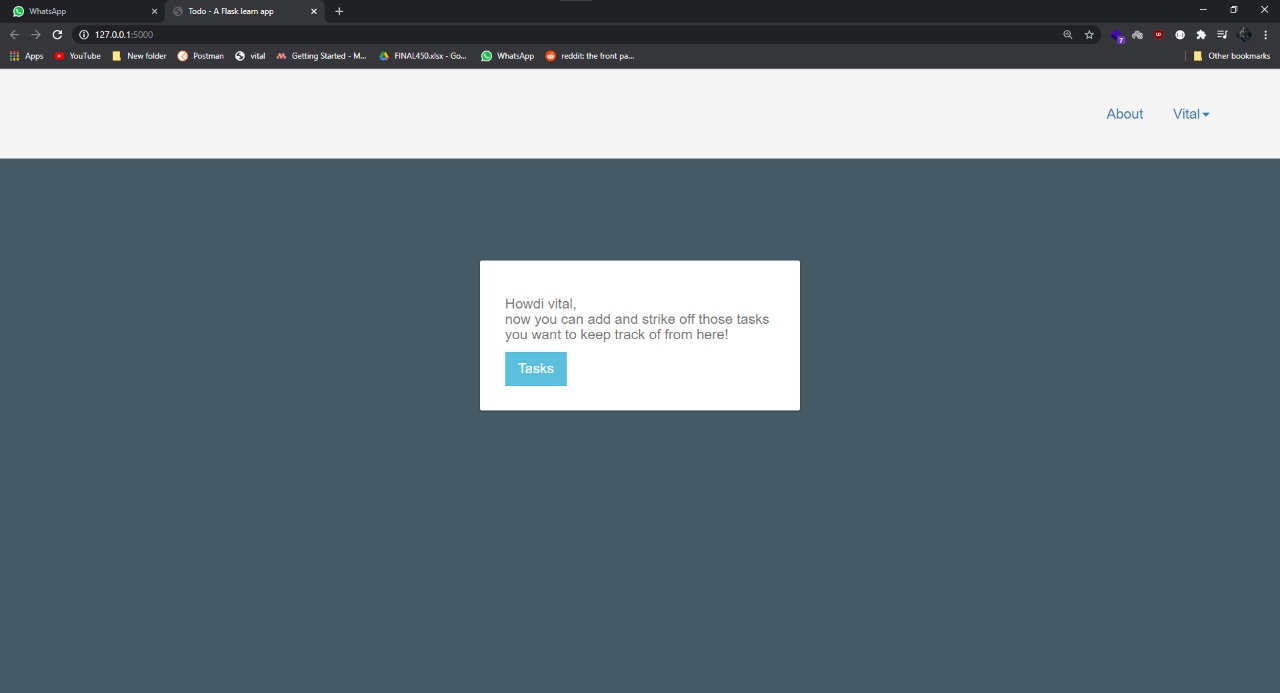 WhatsApp
Todo - A Flask learn app
127.0.0.1:5000
Apps YouTube New folder Postman vital Getting Started - M... FINAL450.xlsx - Go... WhatsApp reddit: the front pa... Other bookmarks
7
About Vital
Howdi vital,
now you can add and strike off those tasks
you want to keep track of from here!
Tasks